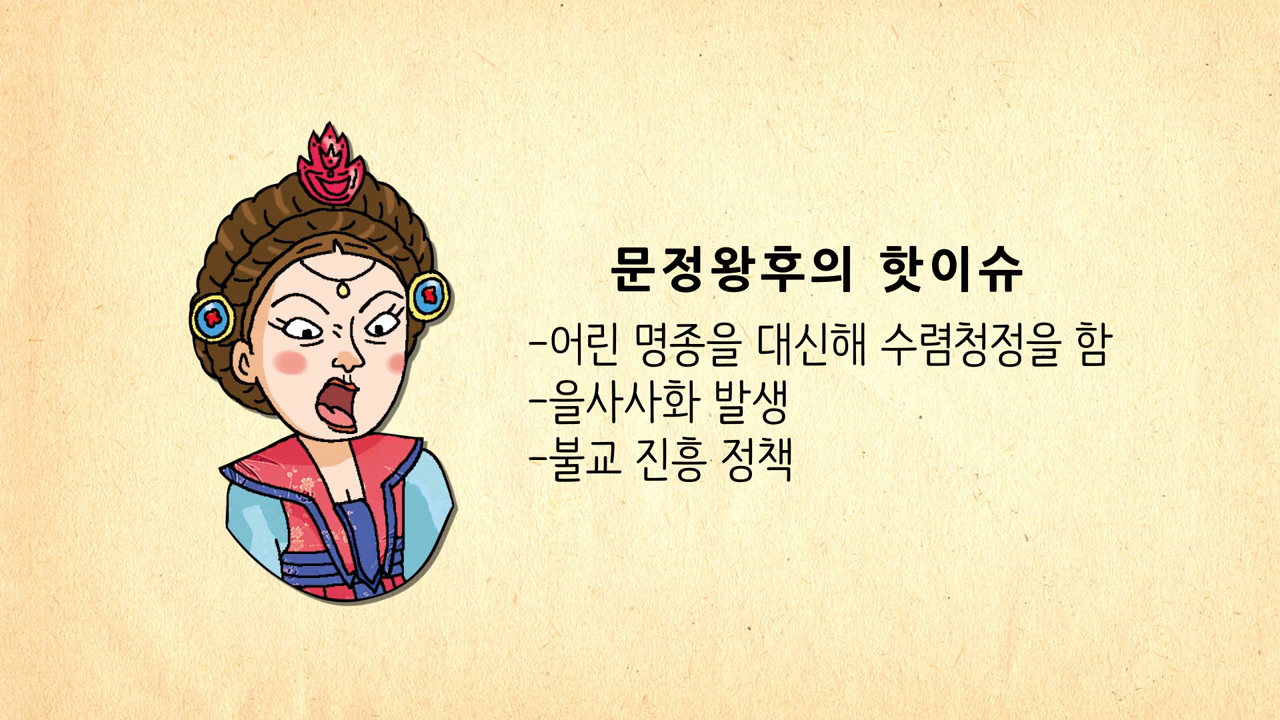 문정왕후의 핫이슈
-어린 명종을 대신해 수렴청정을 함
-을사사화 발생
-불교 진흥 정책